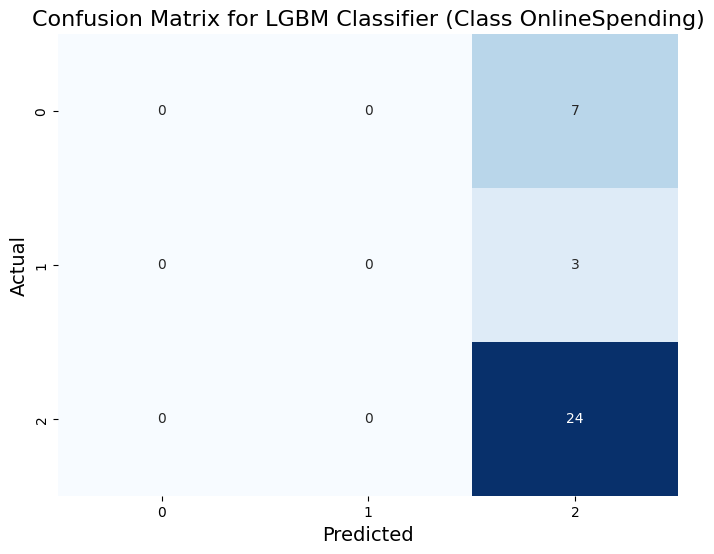 Confusion Matrix for LGBM Classifier (Class OnlineSpending)
Actual
0 0 0 7
1 0 0 3
2 0 0 24
0 1 2
Predicted